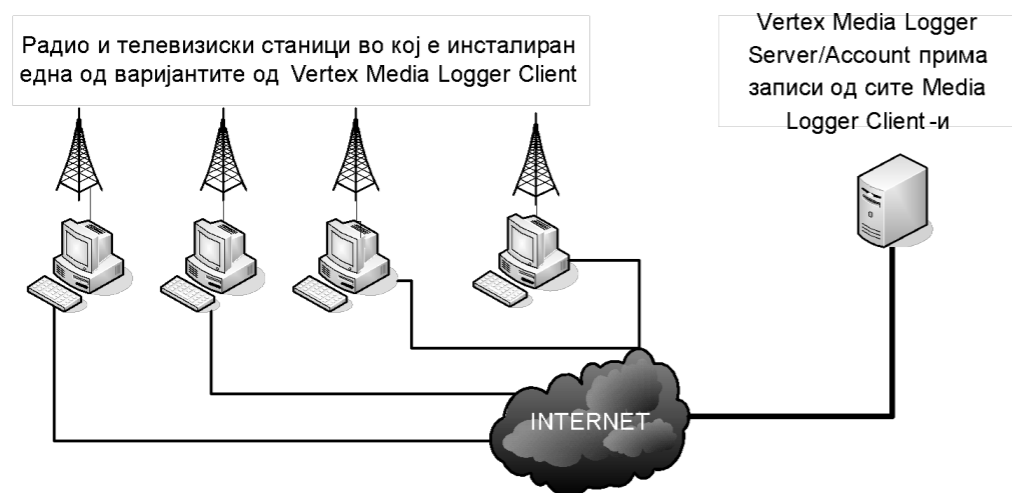 Радио и телевизиски станици во кој е инсталиран
една од варијантите од Vertex Media Logger Client
Vertex Media Logger
Server/Account прима
записи од сите Media
Logger Client-и
INTERNET